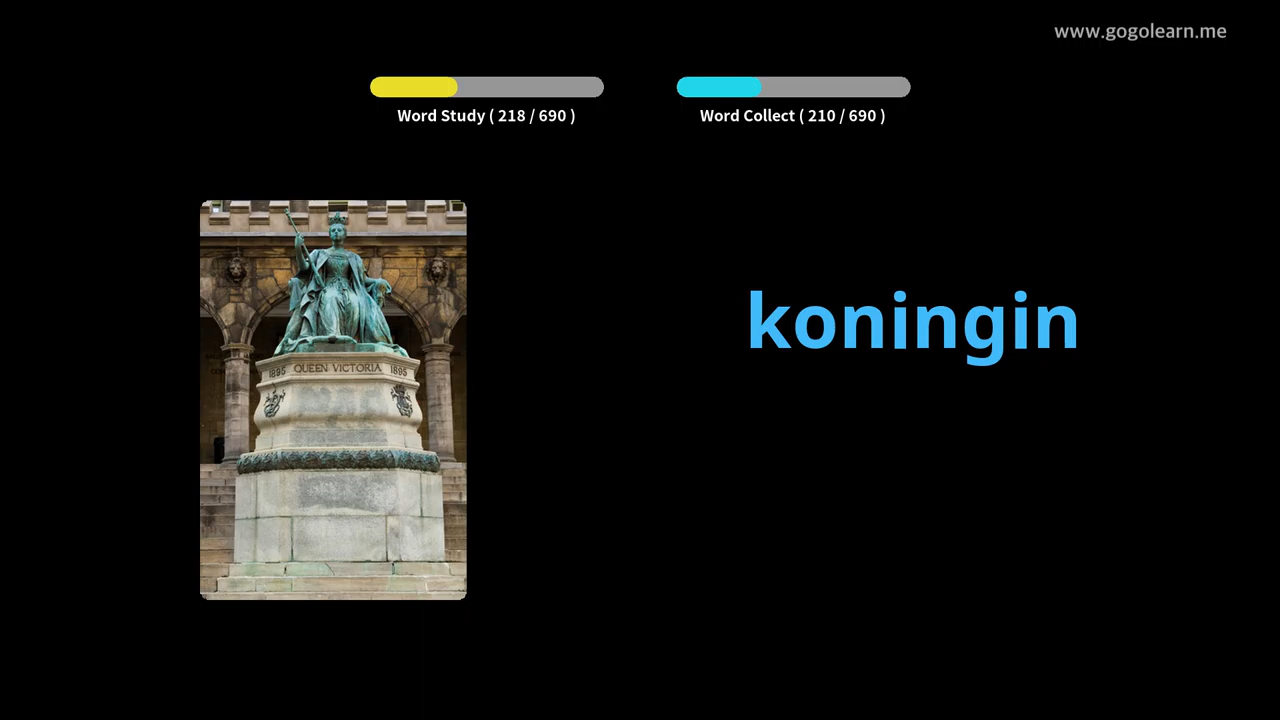 www.gogolearn.me
Word Study ( 218 / 690 )
Word Collect ( 210 / 690 )
1895 QUEEN VICTORIA 1895
koningin